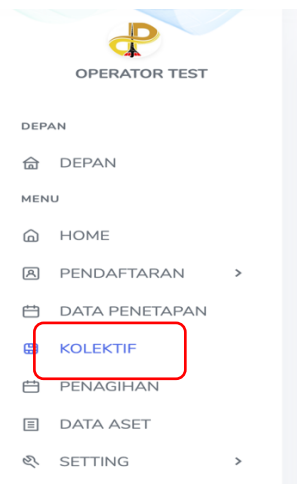 OPERATOR TEST
DEPAN
DEPAN
MENU
HOME
PENDAFTARAN >
DATA PENETAPAN
KOLEKTIF
PENAGIHAN
DATA ASET
SETTING >